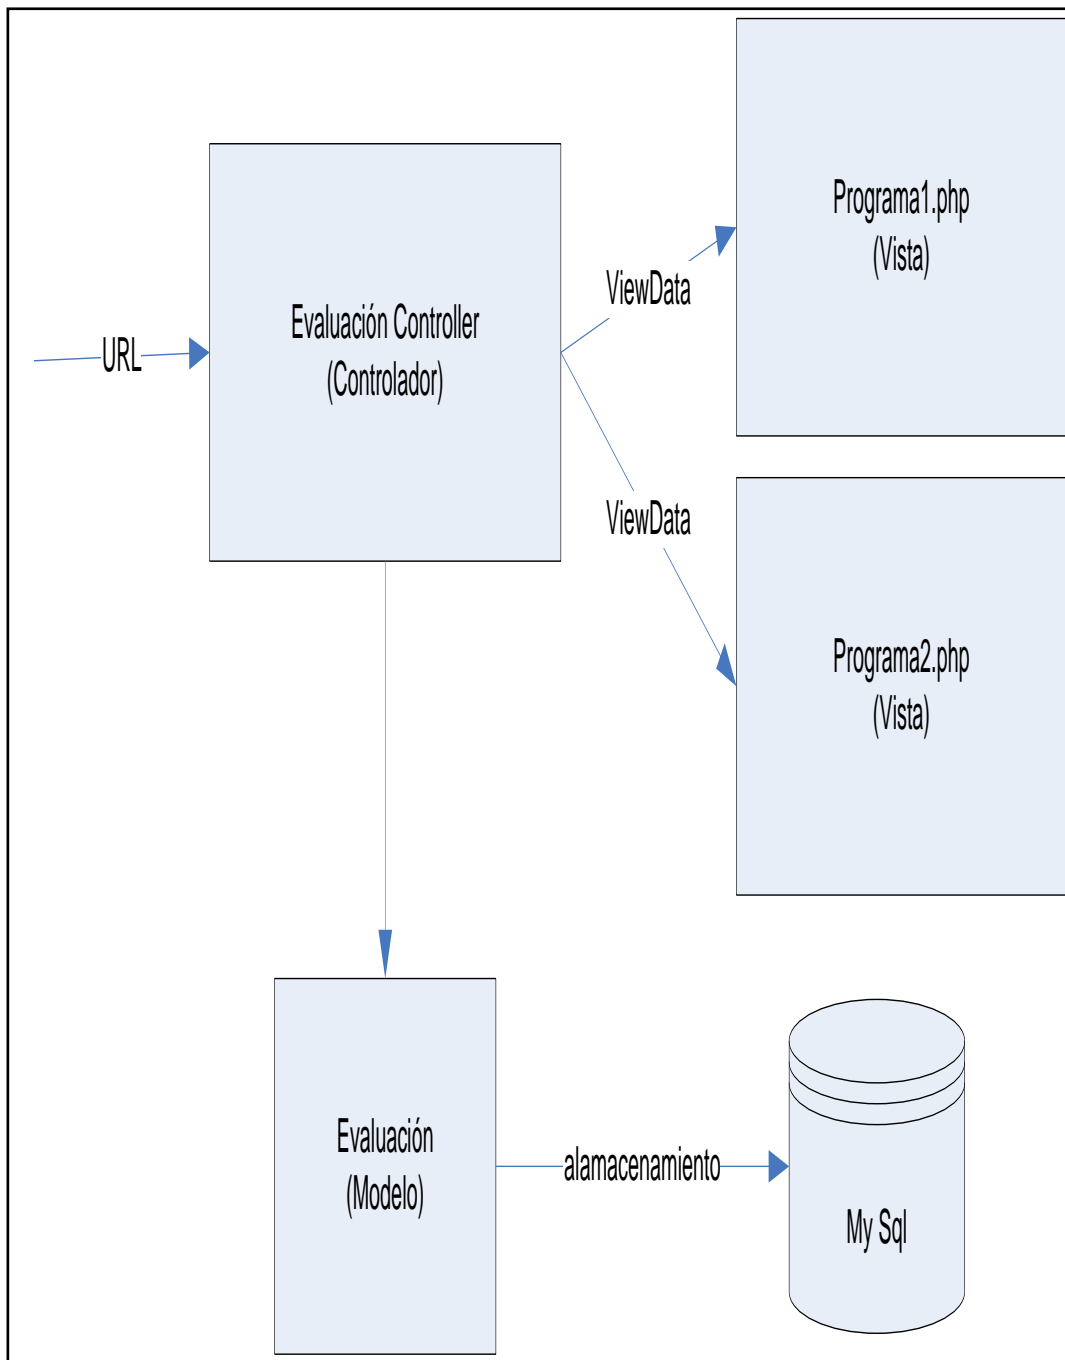 Programa1.php
(Vista)
ViewData
Evaluación Controller
(Controlador)
URL
ViewData
Programa2.php
(Vista)
Evaluación
(Modelo)
alamacenamiento
My Sql